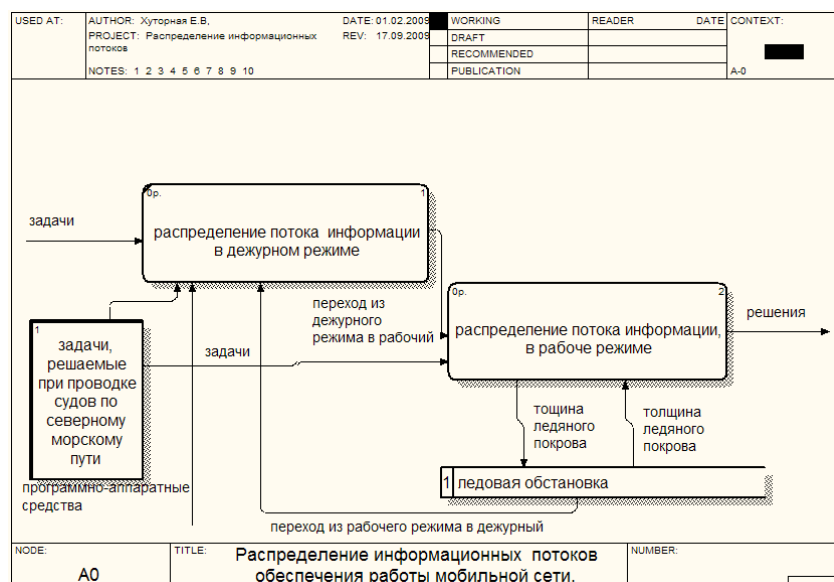 USED AT:
AUTHOR: Хуторная Е.В,
DATE: 01.02.2009
WORKING
READER
DATE
CONTEXT:
PROJECT: Распределение информационных
потоков
REV: 17.09.2009
DRAFT
RECOMMENDED
NOTES: 1 2 3 4 5 6 7 8 9 10
PUBLICATION
A-0
0р.
1
задачи
распределение потока информации
в дежурном режиме
0р.
2
распределение потока информации,
в рабоче режиме
решения
переход из
дежурного
режима в рабочий
1
задачи,
решаемые
при проводке
судов по
северному
морскому
пути
задачи
тощина
ледяного
покрова
толщина
ледяного
покрова
1
ледовая обстановка
программно-аппаратные
средства
переход из рабочего режима в дежурный
NODE:
A0
TITLE:
Распределение информационных потоков
обеспечения работы мобильной сети.
NUMBER: